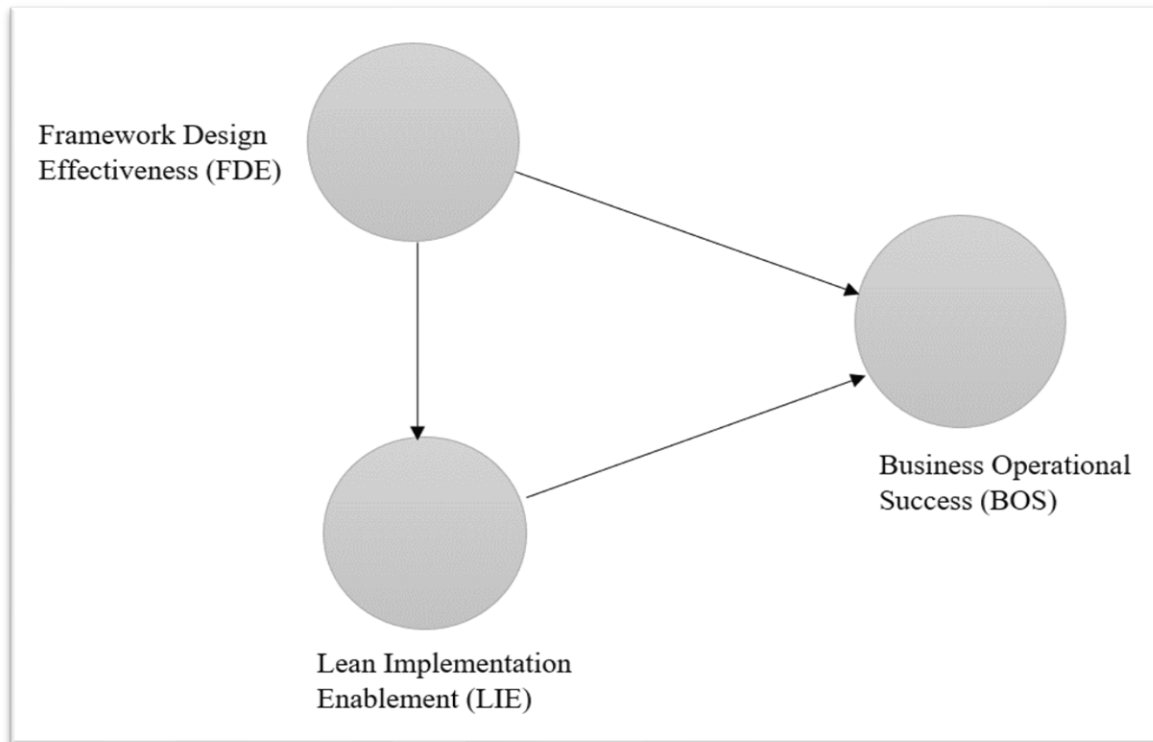 Framework Design
Effectiveness (FDE)
Business Operational
Success (BOS)
Lean Implementation
Enablement (LIE)